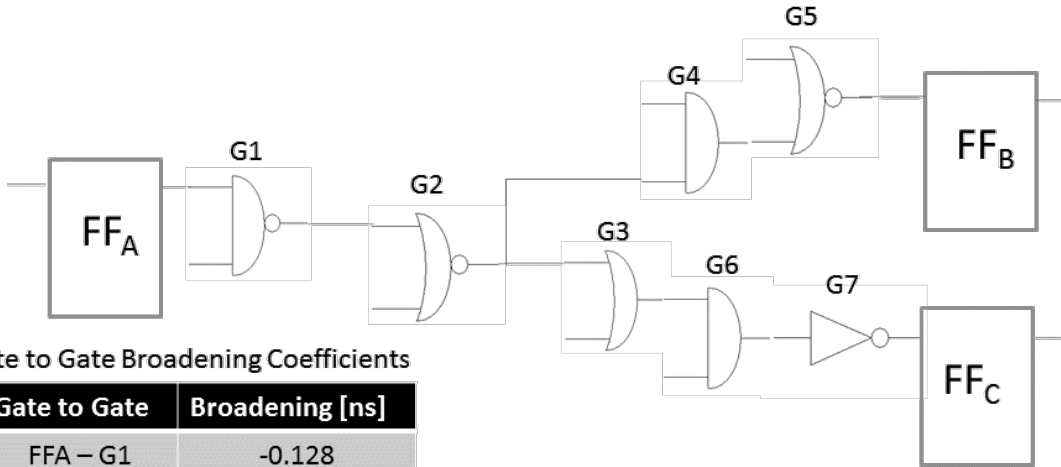 G5
G4
G1
G2
FFB
FFA
G3
G6
G7
te to Gate Broadening Coefficients
FFC
Gate to Gate Broadening [ns]
FFA – G1 -0.128